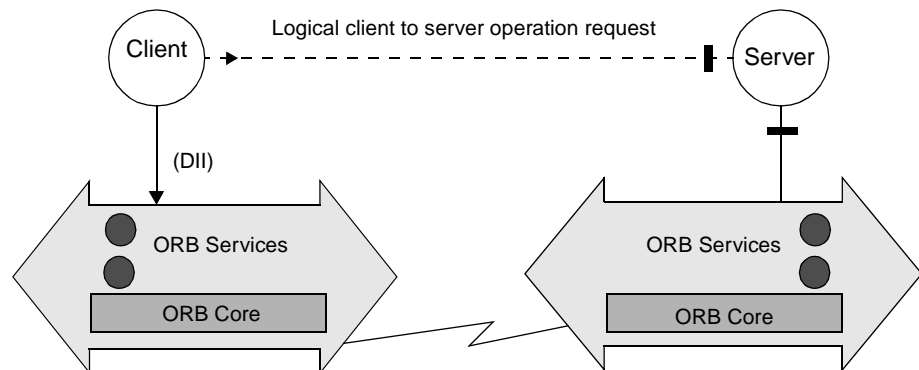 Logical client to server operation request
Client
Server
(DII)
ORB Services
ORB Services
ORB Core
ORB Core